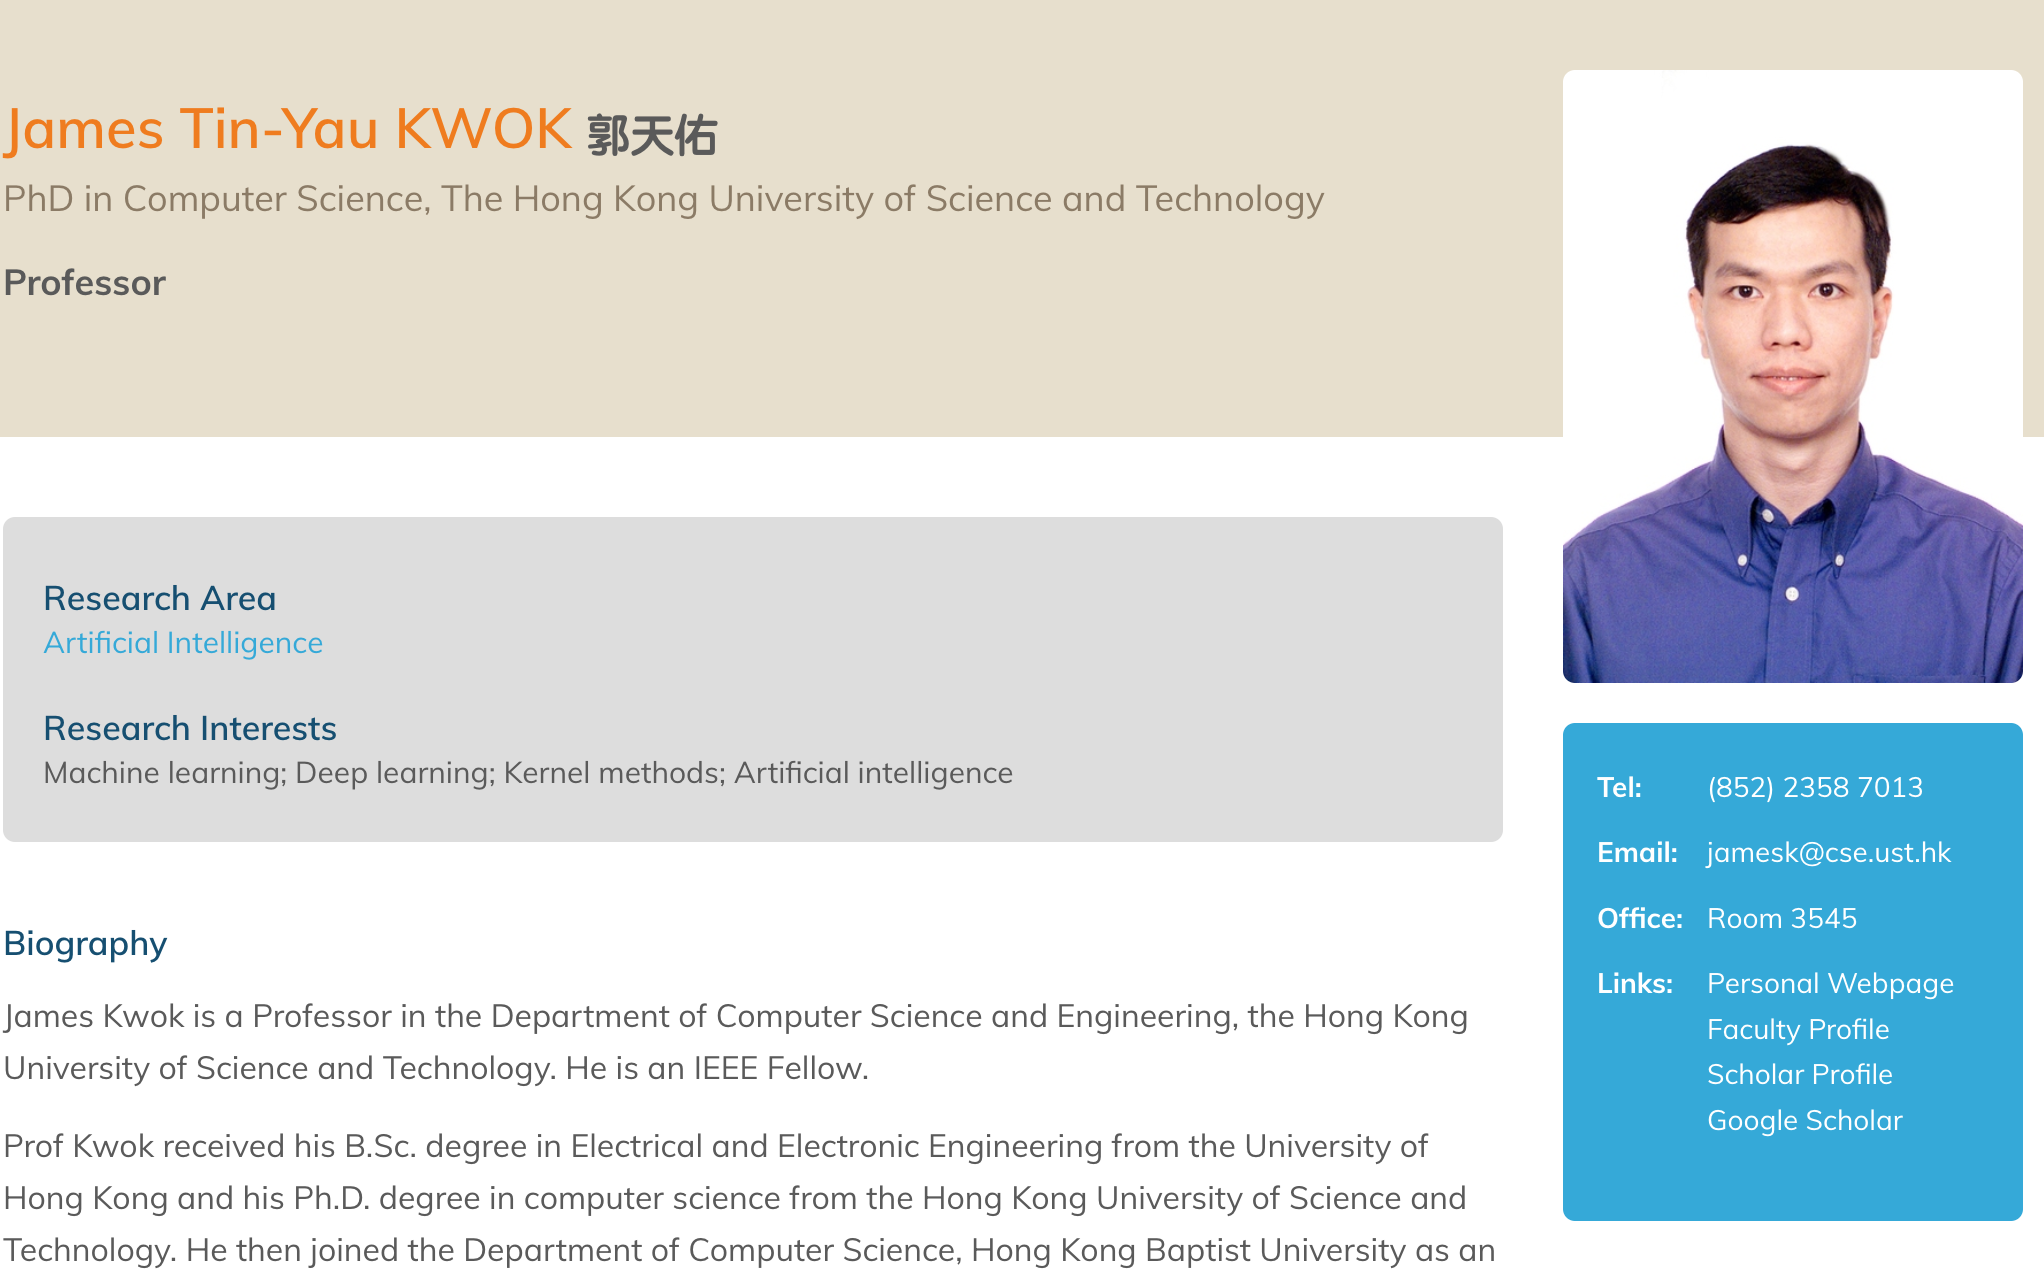 James Tin-Yau KWOK 郭天佑
PhD in Computer Science, The Hong Kong University of Science and Technology
Professor
Research Area
Artificial Intelligence
Research Interests
Machine learning; Deep learning; Kernel methods; Artificial intelligence
Biography
James Kwok is a Professor in the Department of Computer Science and Engineering, the Hong Kong
University of Science and Technology. He is an IEEE Fellow.
Prof Kwok received his B.Sc. degree in Electrical and Electronic Engineering from the University of
Hong Kong and his Ph.D. degree in computer science from the Hong Kong University of Science and
Technology. He then joined the Department of Computer Science, Hong Kong Baptist University as an
Tel: (852) 2358 7013
Email: jamesk@cse.ust.hk
Office: Room 3545
Links: Personal Webpage
Faculty Profile
Scholar Profile
Google Scholar